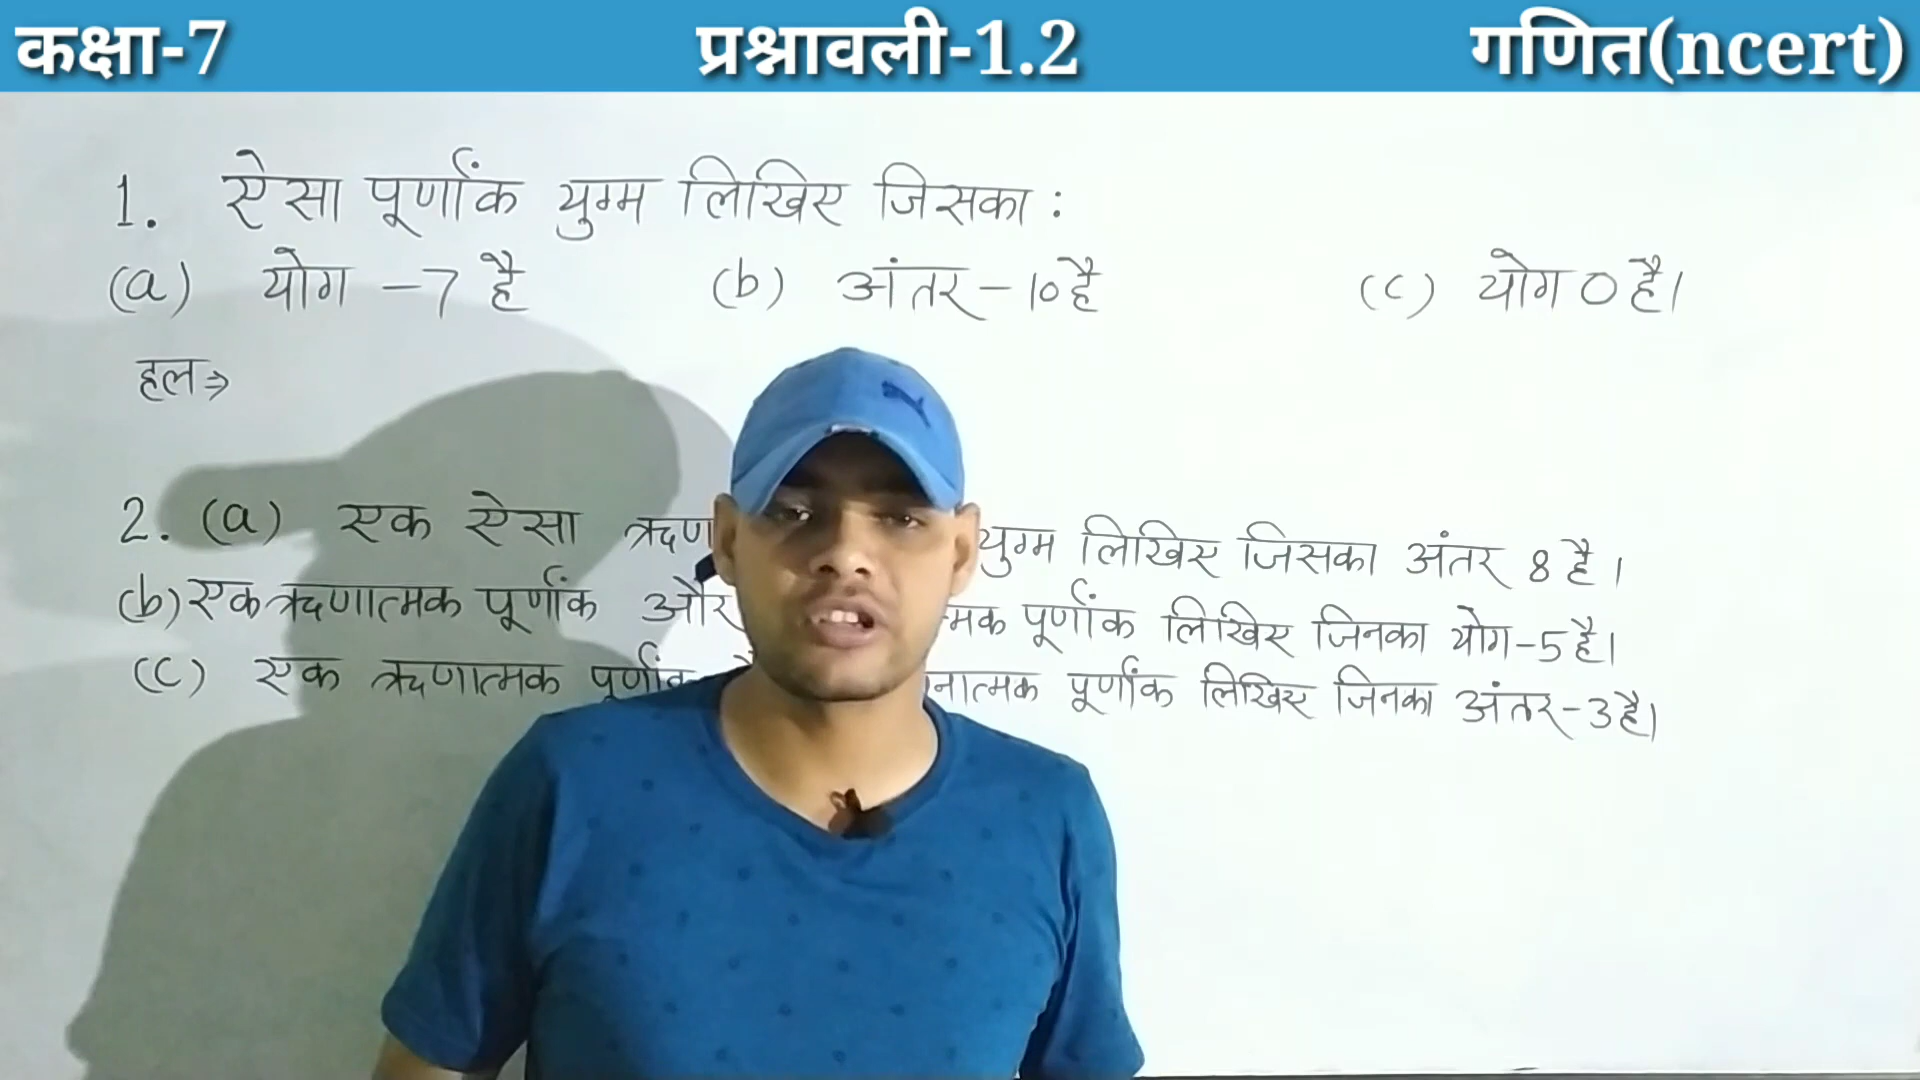 कक्षा-7 प्रश्नावली-1.2 गणित(ncert)
1. ऐसा पूर्णांक युग्म लिखिए जिसका :
(a) योग -7 है (b) अंतर -10 है (c) योग 0 है।
हल⇒
2. (a) एक ऐसा ऋण युग्म लिखिए जिसका अंतर 8 है।
(b) एक ऋणात्मक पूर्णांक और मक पूर्णांक लिखिए जिनका योग -5 है।
(c) एक ऋणात्मक पूर्णांक नात्मक पूर्णांक लिखिए जिनका अंतर -3 है।